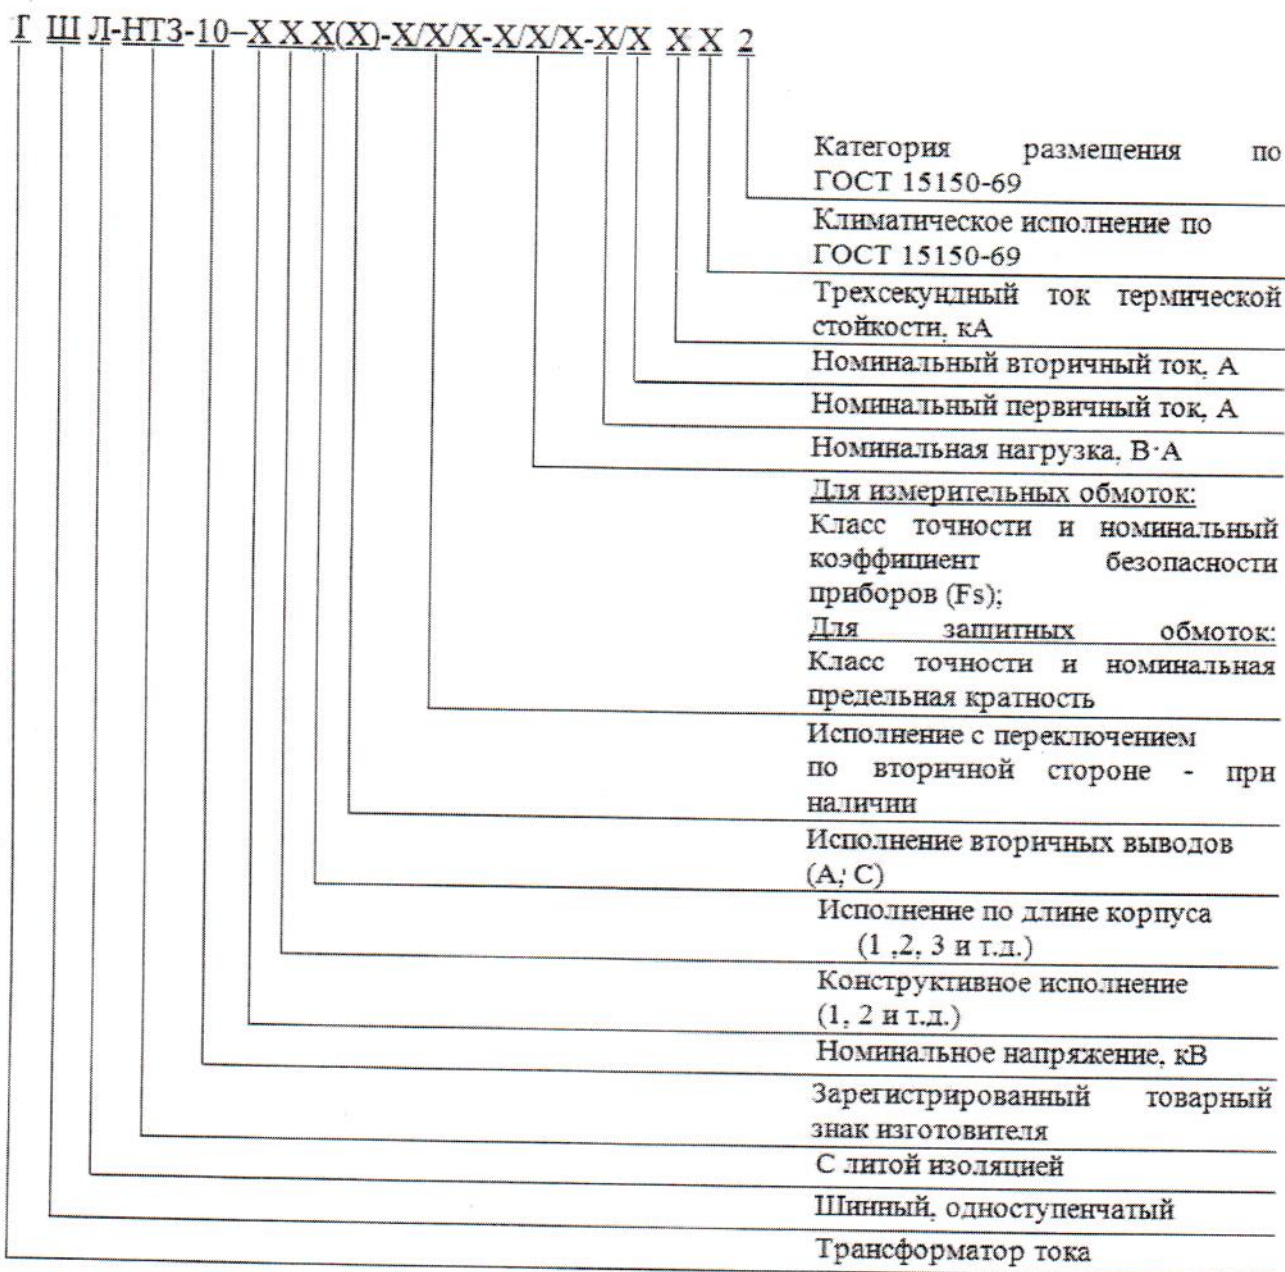 Т Ш Л-НТЗ-10–Х Х Х(Х)-Х/Х/Х-Х/Х/Х-Х/Х Х Х 2
Категория размещения по
ГОСТ 15150-69
Климатическое исполнение по
ГОСТ 15150-69
Трехсекундный ток термической
стойкости, кА
Номинальный вторичный ток, А
Номинальный первичный ток, А
Номинальная нагрузка, В·А
Для измерительных обмоток:
Класс точности и номинальный
коэффициент безопасности
приборов (Fs);
Для защитных обмоток:
Класс точности и номинальная
предельная кратность
Исполнение с переключением
по вторичной стороне - при
наличии
Исполнение вторичных выводов
(А; С)
Исполнение по длине корпуса
(1 ,2, 3 и т.д.)
Конструктивное исполнение
(1, 2 и т.д.)
Номинальное напряжение, кВ
Зарегистрированный товарный
знак изготовителя
С литой изоляцией
Шинный, одноступенчатый
Трансформатор тока